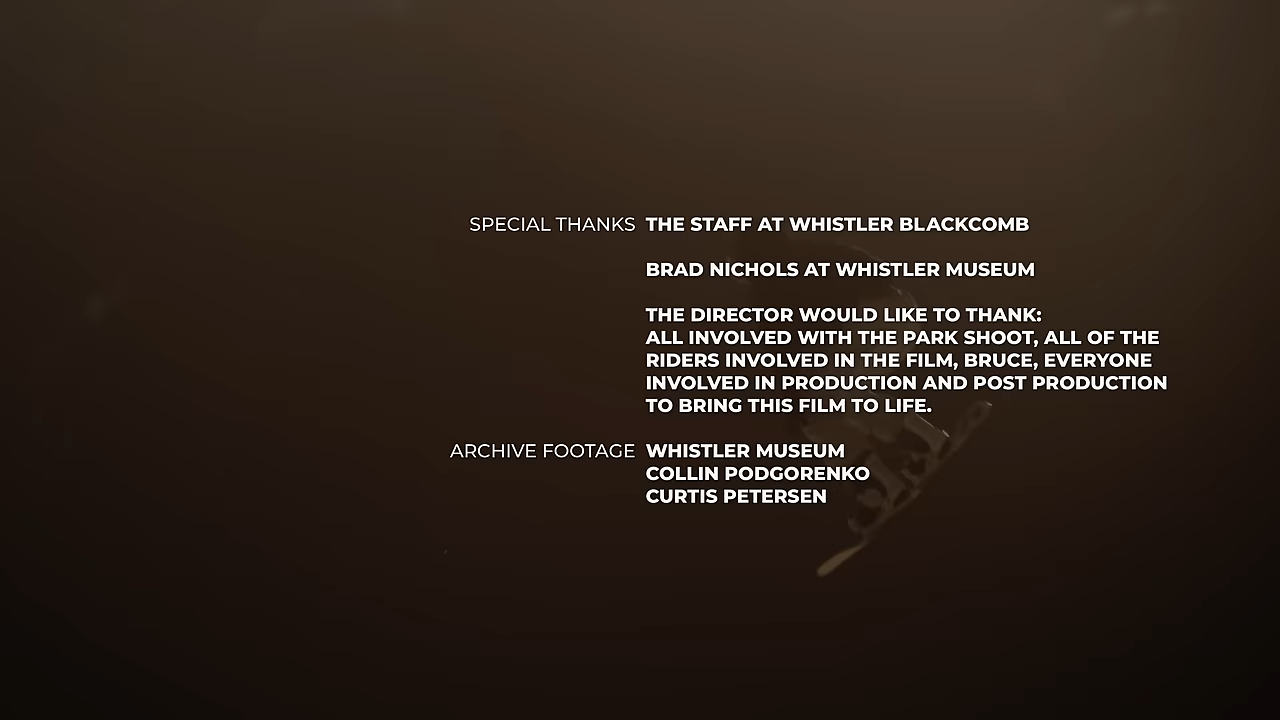 SPECIAL THANKS THE STAFF AT WHISTLER BLACKCOMB
BRAD NICHOLS AT WHISTLER MUSEUM
THE DIRECTOR WOULD LIKE TO THANK:
ALL INVOLVED WITH THE PARK SHOOT, ALL OF THE
RIDERS INVOLVED IN THE FILM, BRUCE, EVERYONE
INVOLVED IN PRODUCTION AND POST PRODUCTION
TO BRING THIS FILM TO LIFE.
ARCHIVE FOOTAGE WHISTLER MUSEUM
COLLIN PODGORENKO
CURTIS PETERSEN